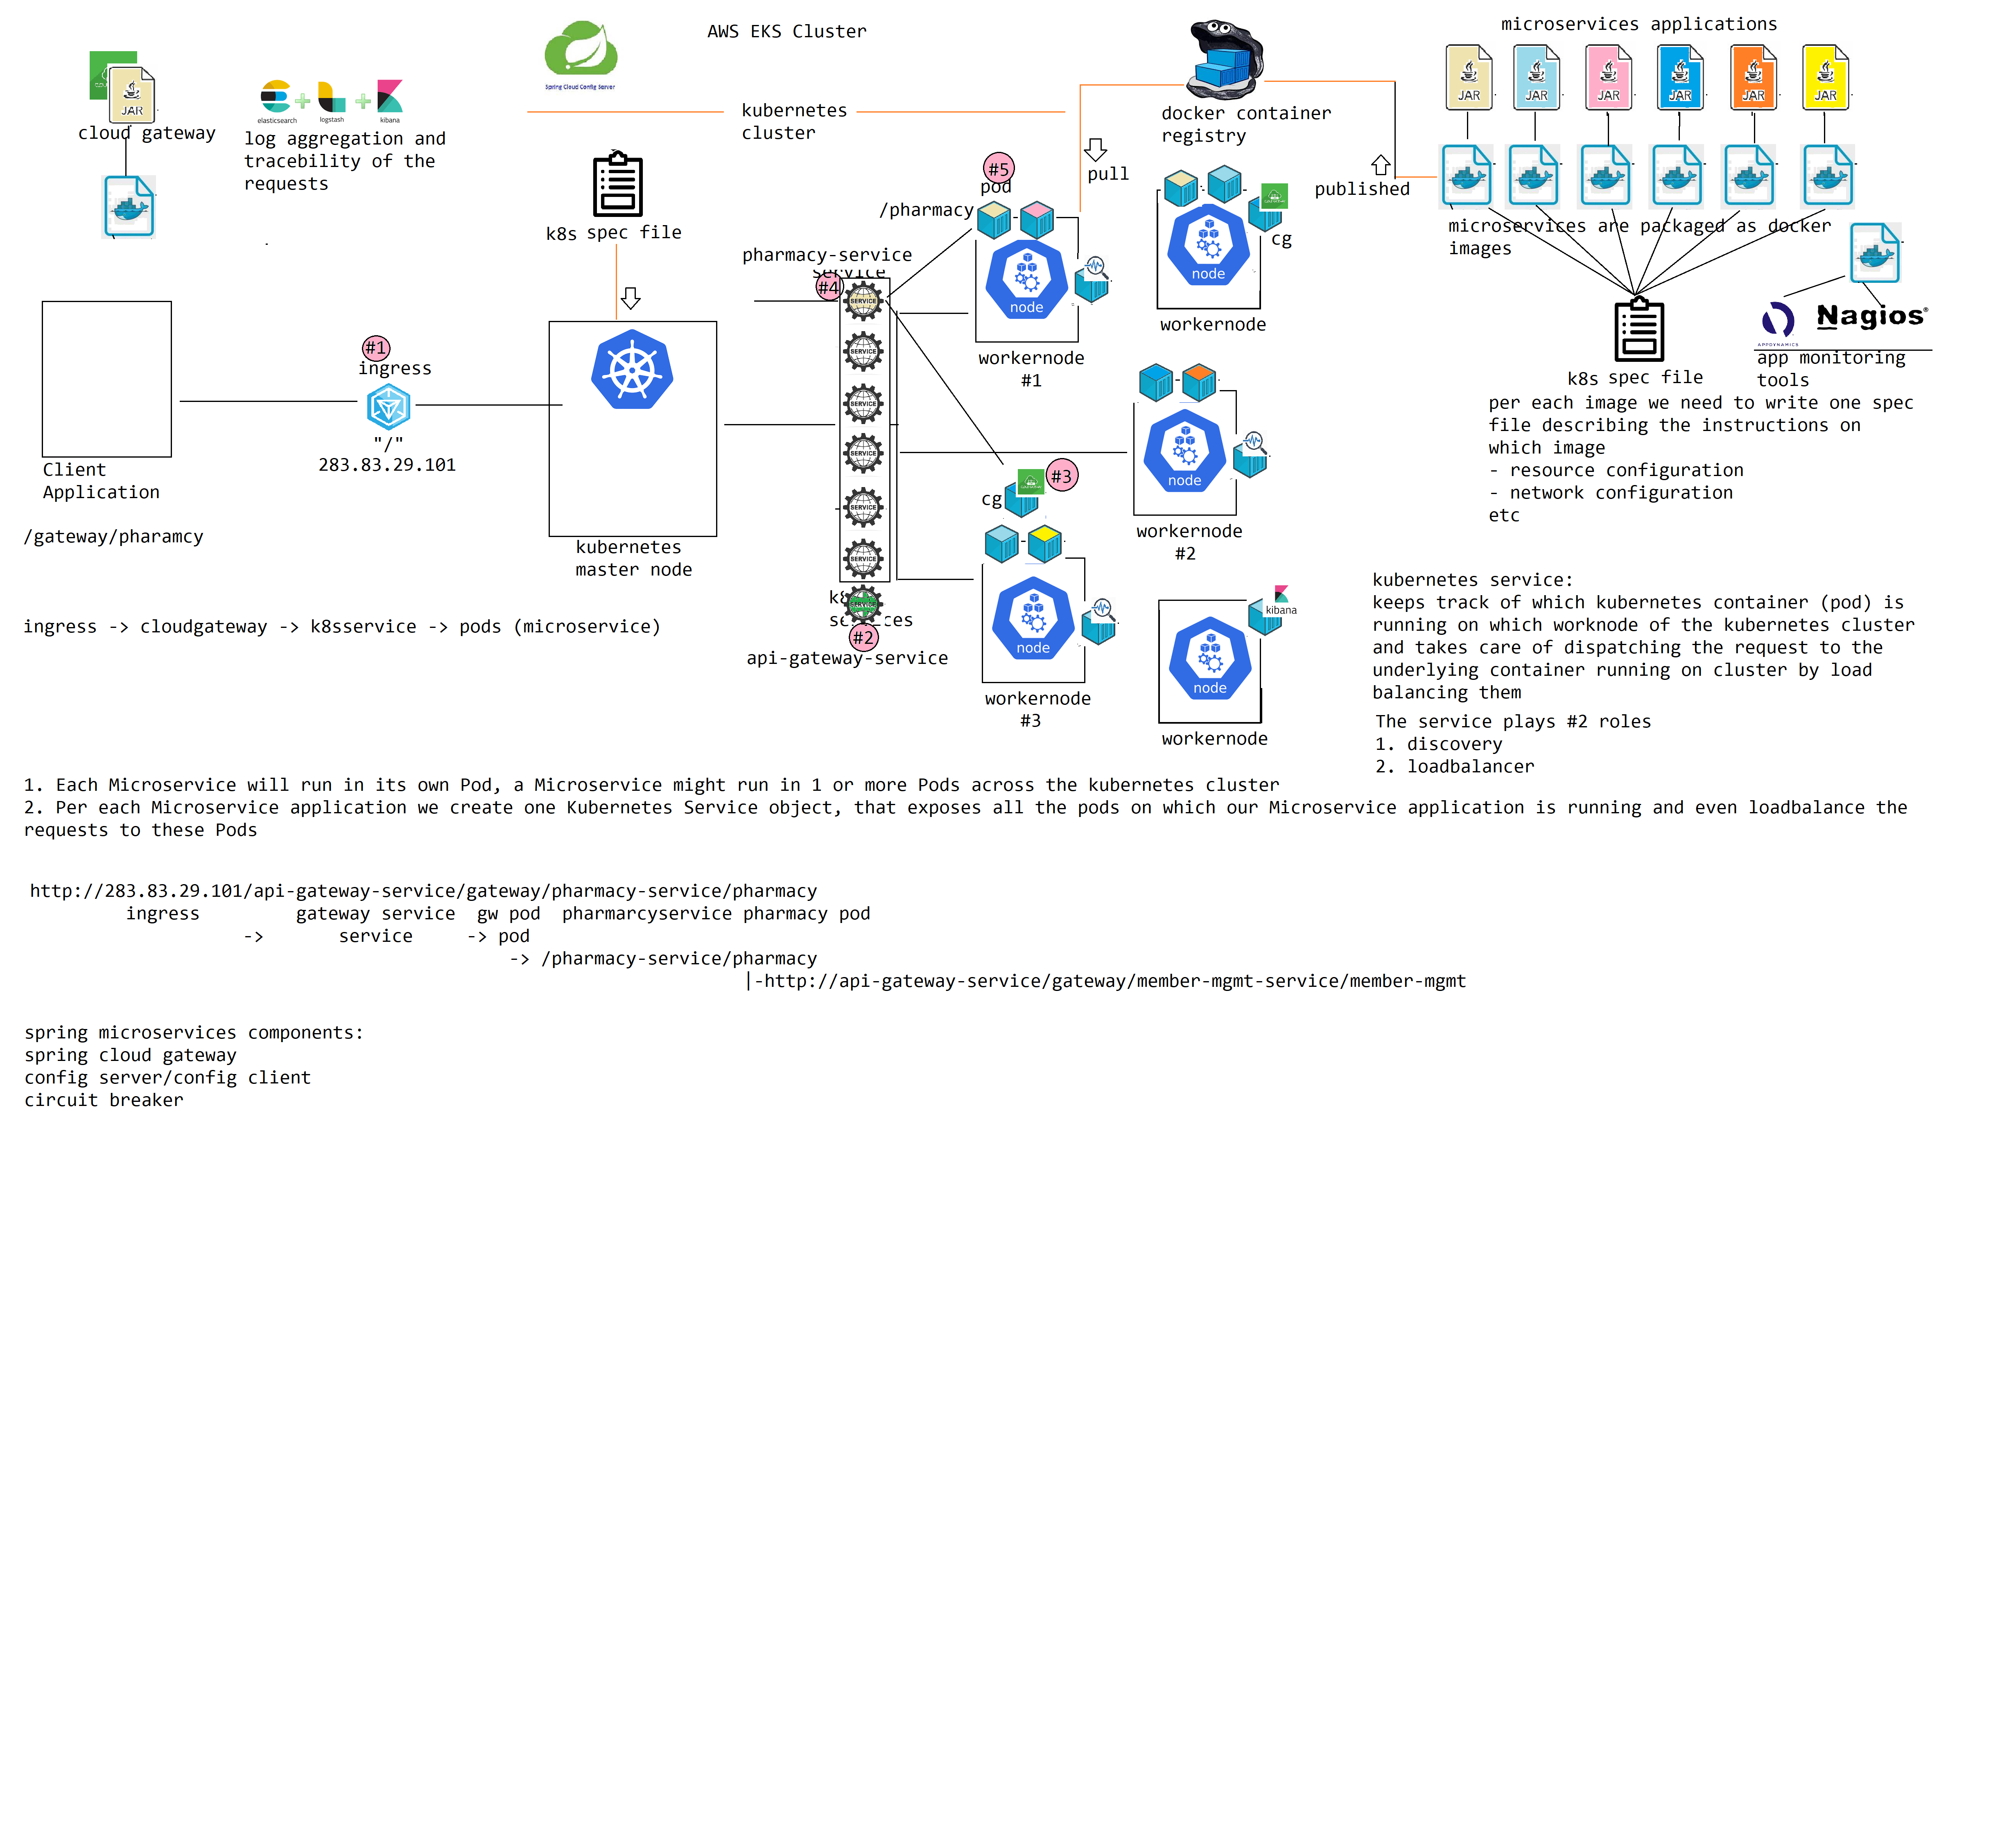 AWS EKS Cluster
microservices applications
JAR
cloud gateway
elasticsearch
logstash
kibana
log aggregation and
tracebility of the
requests
Spring Cloud Config Server
kubernetes
cluster
docker container
registry
JAR
JAR
JAR
JAR
JAR
JAR
pull
published
microservices are packaged as docker
images
k8s spec file
#5
pod
/pharmacy
pharmacy-service
service
#4
SERVICE
SERVICE
SERVICE
SERVICE
SERVICE
SERVICE
SERVICE
#2
api-gateway-service
node
workernode
#1
node
cg
workernode
node
workernode
#2
cg
#3
node
workernode
#3
kibana
node
workernode
Client
Application
/gateway/pharamcy
#1
ingress
"/"
283.83.29.101
kubernetes
master node
ingress -> cloudgateway -> k8sservice -> pods (microservice)
APPDYNAMICS
Nagios®
app monitoring
tools
k8s spec file
per each image we need to write one spec
file describing the instructions on
which image
- resource configuration
- network configuration
etc
kubernetes service:
keeps track of which kubernetes container (pod) is
running on which worknode of the kubernetes cluster
and takes care of dispatching the request to the
underlying container running on cluster by load
balancing them
The service plays #2 roles
1. discovery
2. loadbalancer
1. Each Microservice will run in its own Pod, a Microservice might run in 1 or more Pods across the kubernetes cluster
2. Per each Microservice application we create one Kubernetes Service object, that exposes all the pods on which our Microservice application is running and even loadbalance the
requests to these Pods
http://283.83.29.101/api-gateway-service/gateway/pharmacy-service/pharmacy
ingress gateway service gw pod pharmarcyservice pharmacy pod
-> service -> pod
-> /pharmacy-service/pharmacy
|-http://api-gateway-service/gateway/member-mgmt-service/member-mgmt
spring microservices components:
spring cloud gateway
config server/config client
circuit breaker